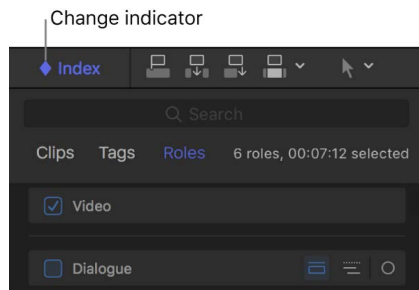 Change indicator
Index
Search
Clips Tags Roles 6 roles, 00:07:12 selected
Video
Dialogue